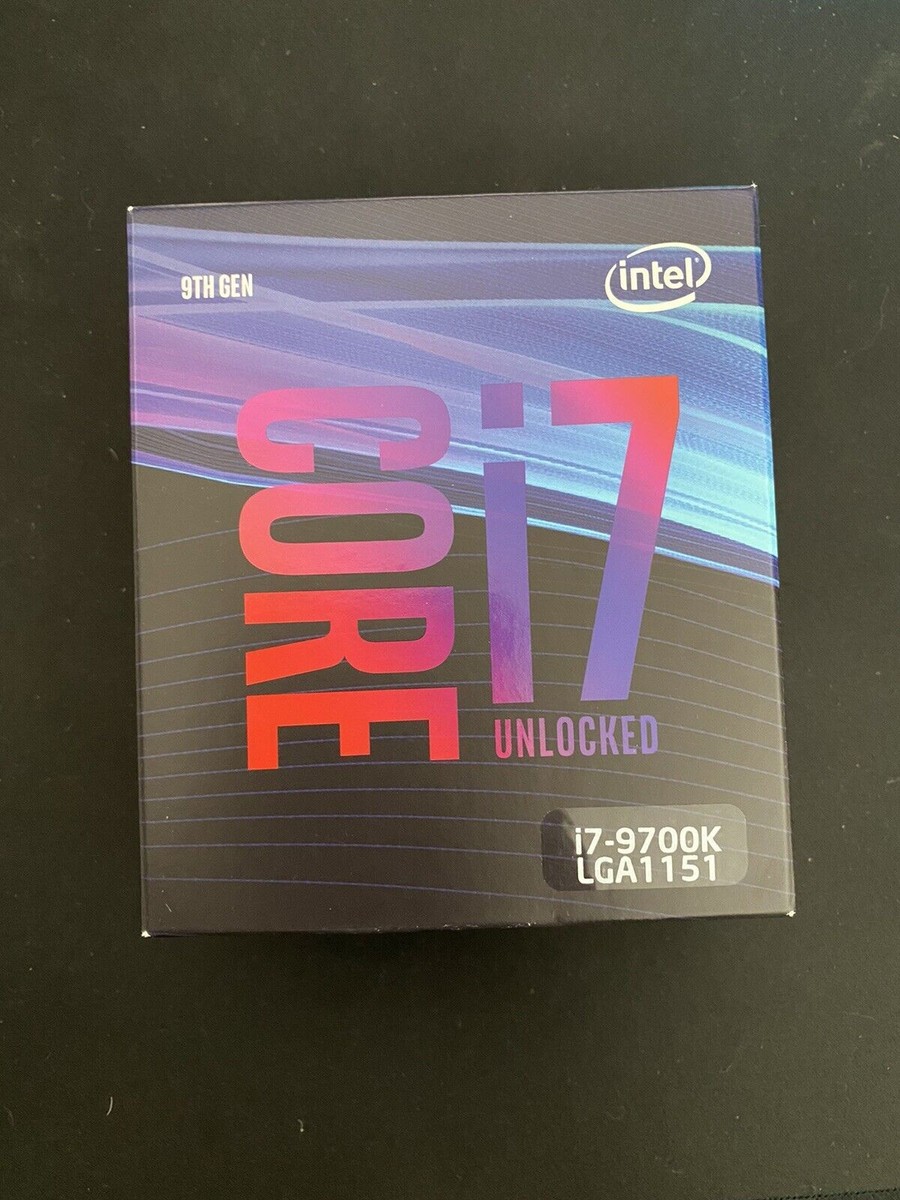 9TH GEN
intel
CORE
i7
UNLOCKED
i7-9700K
LGA1151